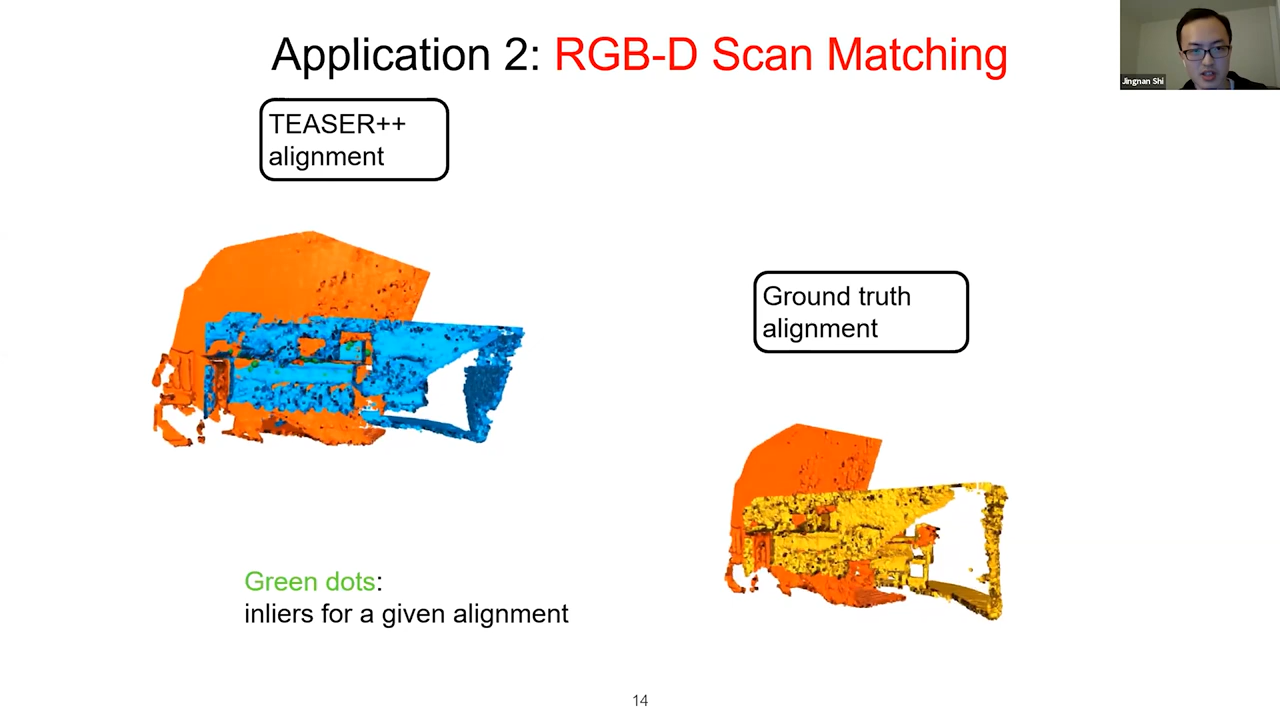 Application 2: RGB-D Scan Matching
Jingnan Shi
TEASER++
alignment
Ground truth
alignment
Green dots:
inliers for a given alignment
14